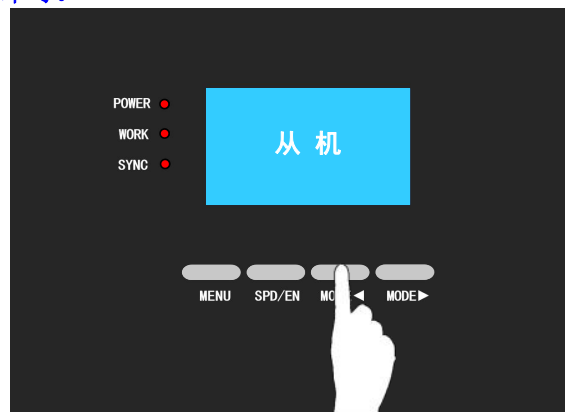 POWER
WORK
SYNC
从 机
MENU SPD/EN ◀ MODE▶